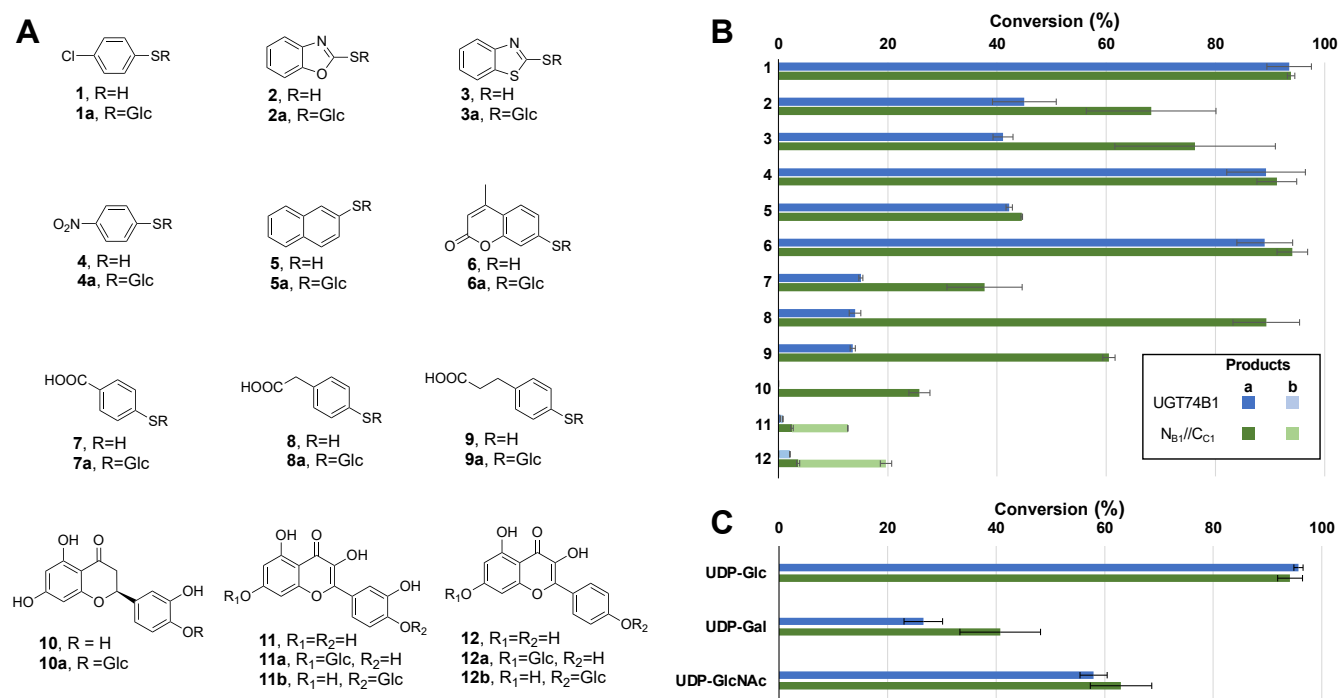 A
Cl
SR
1, R=H
1a, R=Glc
N
O
SR
2, R=H
2a, R=Glc
N
S
SR
3, R=H
3a, R=Glc
O₂N
SR
4, R=H
4a, R=Glc
SR
5, R=H
5a, R=Glc
O
O
SR
6, R=H
6a, R=Glc
HOOC
SR
7, R=H
7a, R=Glc
HOOC
SR
8, R=H
8a, R=Glc
HOOC
SR
9, R=H
9a, R=Glc
OH
O
OH
HO
O
OR
10, R = H
10a, R =Glc
OH
O
OH
OH
R₁O
O
OR₂
11, R₁=R₂=H
11a, R₁=Glc, R₂=H
11b, R₁=H, R₂=Glc
OH
O
OH
R₁O
O
OR₂
12, R₁=R₂=H
12a, R₁=Glc, R₂=H
12b, R₁=H, R₂=Glc
B
Conversion (%)
0 20 40 60 80 100
1
2
3
4
5
6
7
8
9
10
11
12
Products
a b
UGT74B1
N_B1//C_C1
C
Conversion (%)
0 20 40 60 80 100
UDP-Glc
UDP-Gal
UDP-GlcNAc